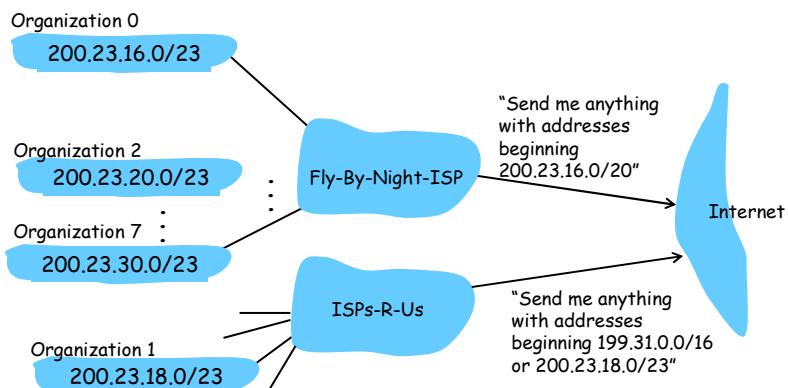 Organization 0
200.23.16.0/23
Organization 2
200.23.20.0/23
Organization 7
200.23.30.0/23
Fly-By-Night-ISP
“Send me anything
with addresses
beginning
200.23.16.0/20”
Internet
ISPs-R-Us
“Send me anything
with addresses
beginning 199.31.0.0/16
or 200.23.18.0/23”
Organization 1
200.23.18.0/23